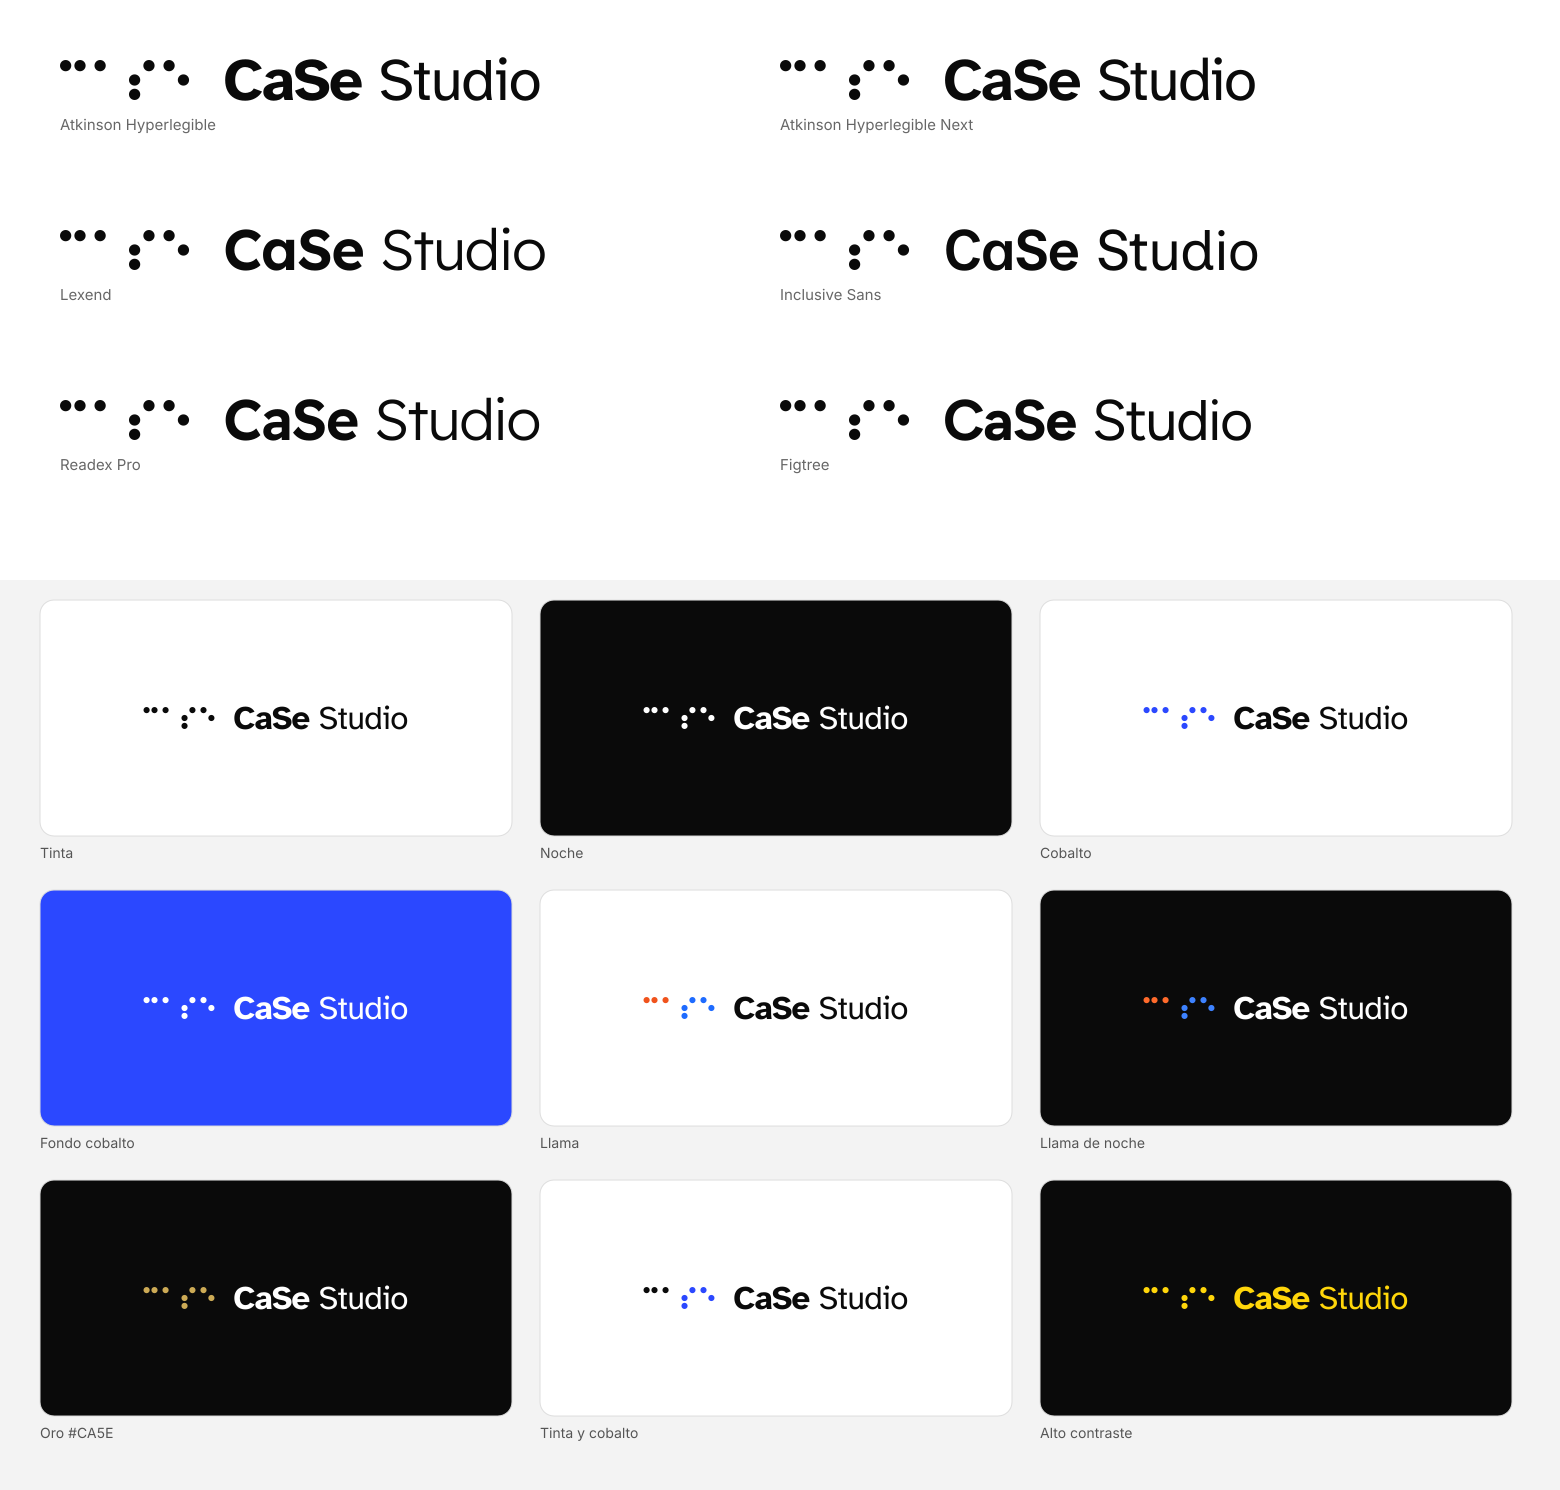 ⠉⠁⠎⠑ CaSe Studio
Atkinson Hyperlegible
⠉⠁⠎⠑ CaSe Studio
Atkinson Hyperlegible Next
⠉⠁⠎⠑ CaSe Studio
Lexend
⠉⠁⠎⠑ CaSe Studio
Inclusive Sans
⠉⠁⠎⠑ CaSe Studio
Readex Pro
⠉⠁⠎⠑ CaSe Studio
Figtree
⠉⠁⠎⠑ CaSe Studio
Tinta
⠉⠁⠎⠑ CaSe Studio
Noche
⠉⠁⠎⠑ CaSe Studio
Cobalto
⠉⠁⠎⠑ CaSe Studio
Fondo cobalto
⠉⠁⠎⠑ CaSe Studio
Llama
⠉⠁⠎⠑ CaSe Studio
Llama de noche
⠉⠁⠎⠑ CaSe Studio
Oro #CA5E
⠉⠁⠎⠑ CaSe Studio
Tinta y cobalto
⠉⠁⠎⠑ CaSe Studio
Alto contraste